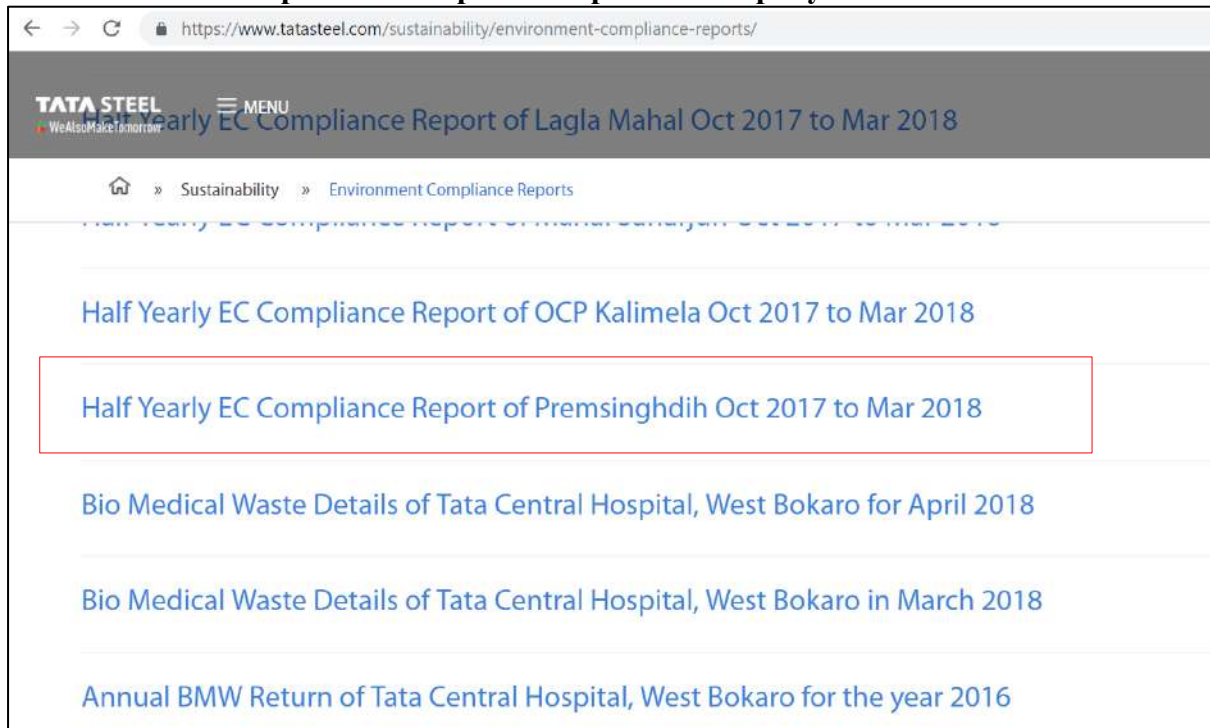 https://www.tatasteel.com/sustainability/environment-compliance-reports/
TATA STEEL
WeAlsoMakeTomorrow
MENU
Half Yearly EC Compliance Report of Lagla Mahal Oct 2017 to Mar 2018
» Sustainability » Environment Compliance Reports
Half Yearly EC Compliance Report of OCP Kalimela Oct 2017 to Mar 2018
Half Yearly EC Compliance Report of Premsinghdih Oct 2017 to Mar 2018
Bio Medical Waste Details of Tata Central Hospital, West Bokaro for April 2018
Bio Medical Waste Details of Tata Central Hospital, West Bokaro in March 2018
Annual BMW Return of Tata Central Hospital, West Bokaro for the year 2016